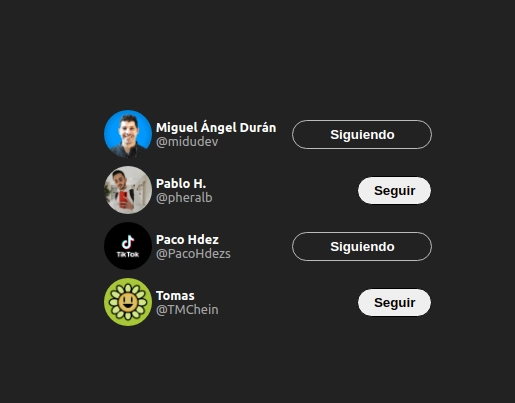 Miguel Ángel Durán
@midudev
Siguiendo
Pablo H.
@pheralb
Seguir
TikTok
Paco Hdez
@PacoHdezs
Siguiendo
Tomas
@TMChein
Seguir